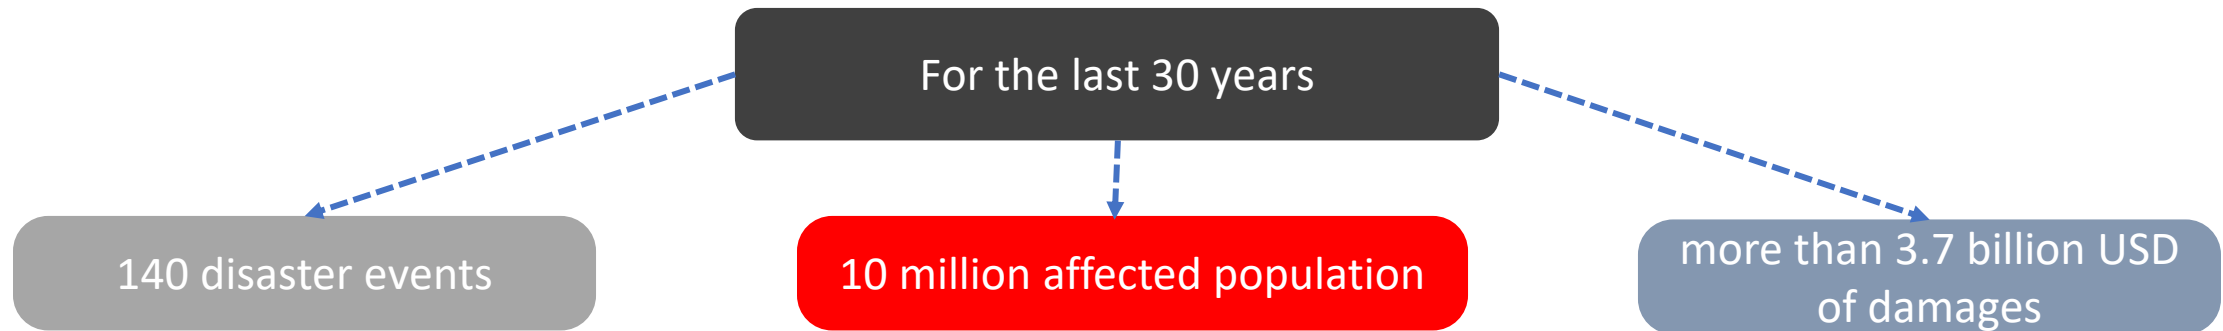 For the last 30 years
140 disaster events
10 million affected population
more than 3.7 billion USD
of damages